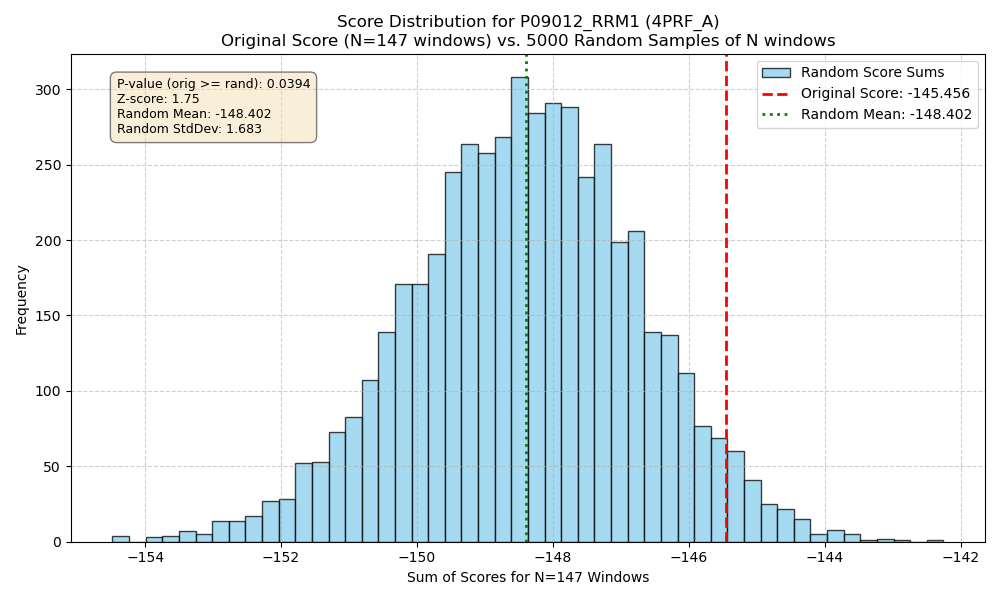 Score Distribution for P09012_RRM1 (4PRF_A)
Original Score (N=147 windows) vs. 5000 Random Samples of N windows
P-value (orig >= rand): 0.0394
Z-score: 1.75
Random Mean: -148.402
Random StdDev: 1.683
Random Score Sums
Original Score: -145.456
Random Mean: -148.402
Frequency
300
250
200
150
100
50
0
−154
−152
−150
−148
−146
−144
−142
Sum of Scores for N=147 Windows